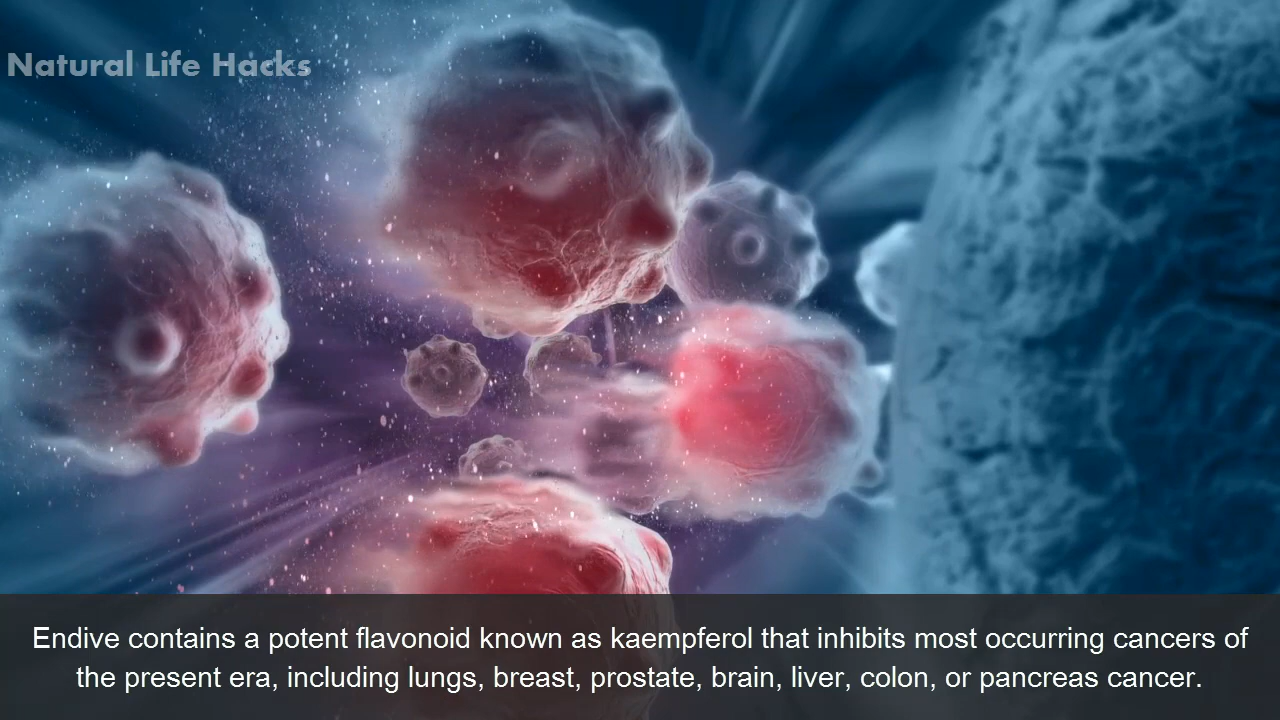 Natural Life Hacks
Endive contains a potent flavonoid known as kaempferol that inhibits most occurring cancers of
the present era, including lungs, breast, prostate, brain, liver, colon, or pancreas cancer.